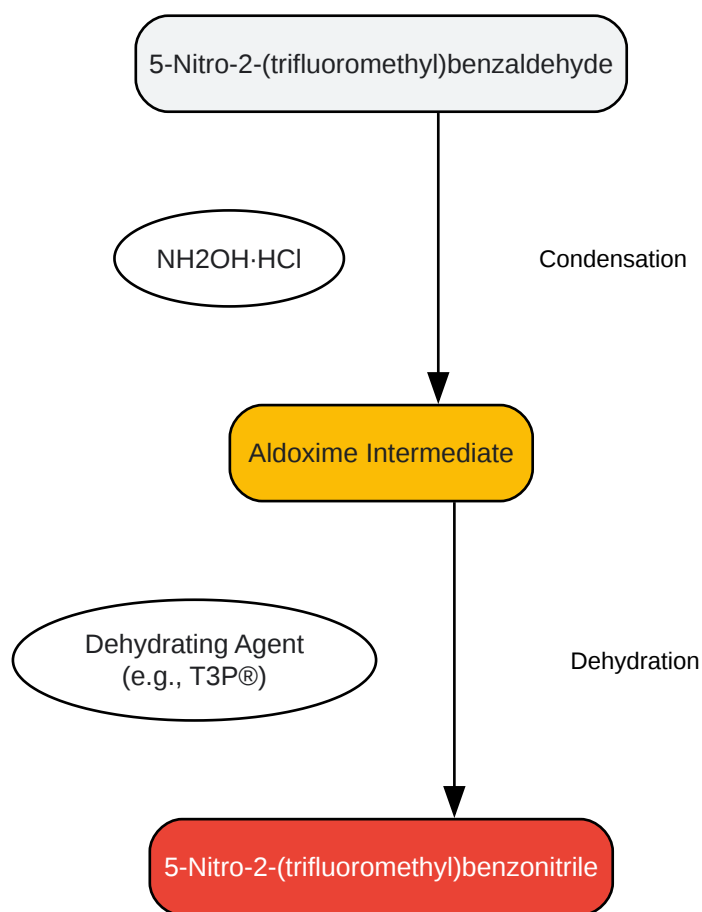 5-Nitro-2-(trifluoromethyl)benzaldehyde
NH2OH·HCl
Condensation
Aldoxime Intermediate
Dehydrating Agent
(e.g., T3P®)
Dehydration
5-Nitro-2-(trifluoromethyl)benzonitrile